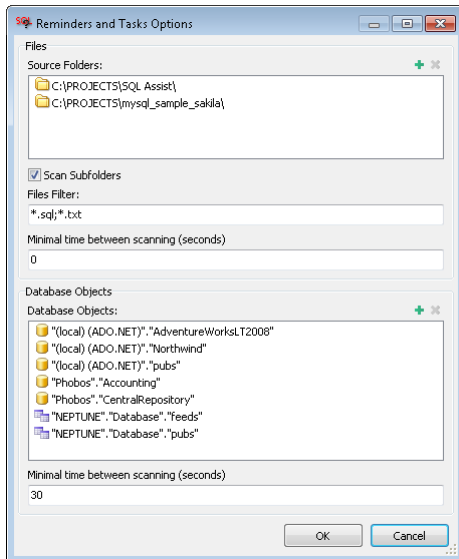 SQL Reminders and Tasks Options
Files
Source Folders:
C:\PROJECTS\SQL Assist\
C:\PROJECTS\mysql_sample_sakila\
Scan Subfolders
Files Filter:
*.sql;*.txt
Minimal time between scanning (seconds)
0
Database Objects
Database Objects:
"(local) (ADO.NET)"."AdventureWorksLT2008"
"(local) (ADO.NET)"."Northwind"
"(local) (ADO.NET)"."pubs"
"Phobos"."Accounting"
"Phobos"."CentralRepository"
"NEPTUNE"."Database"."feeds"
"NEPTUNE"."Database"."pubs"
Minimal time between scanning (seconds)
30
OK Cancel